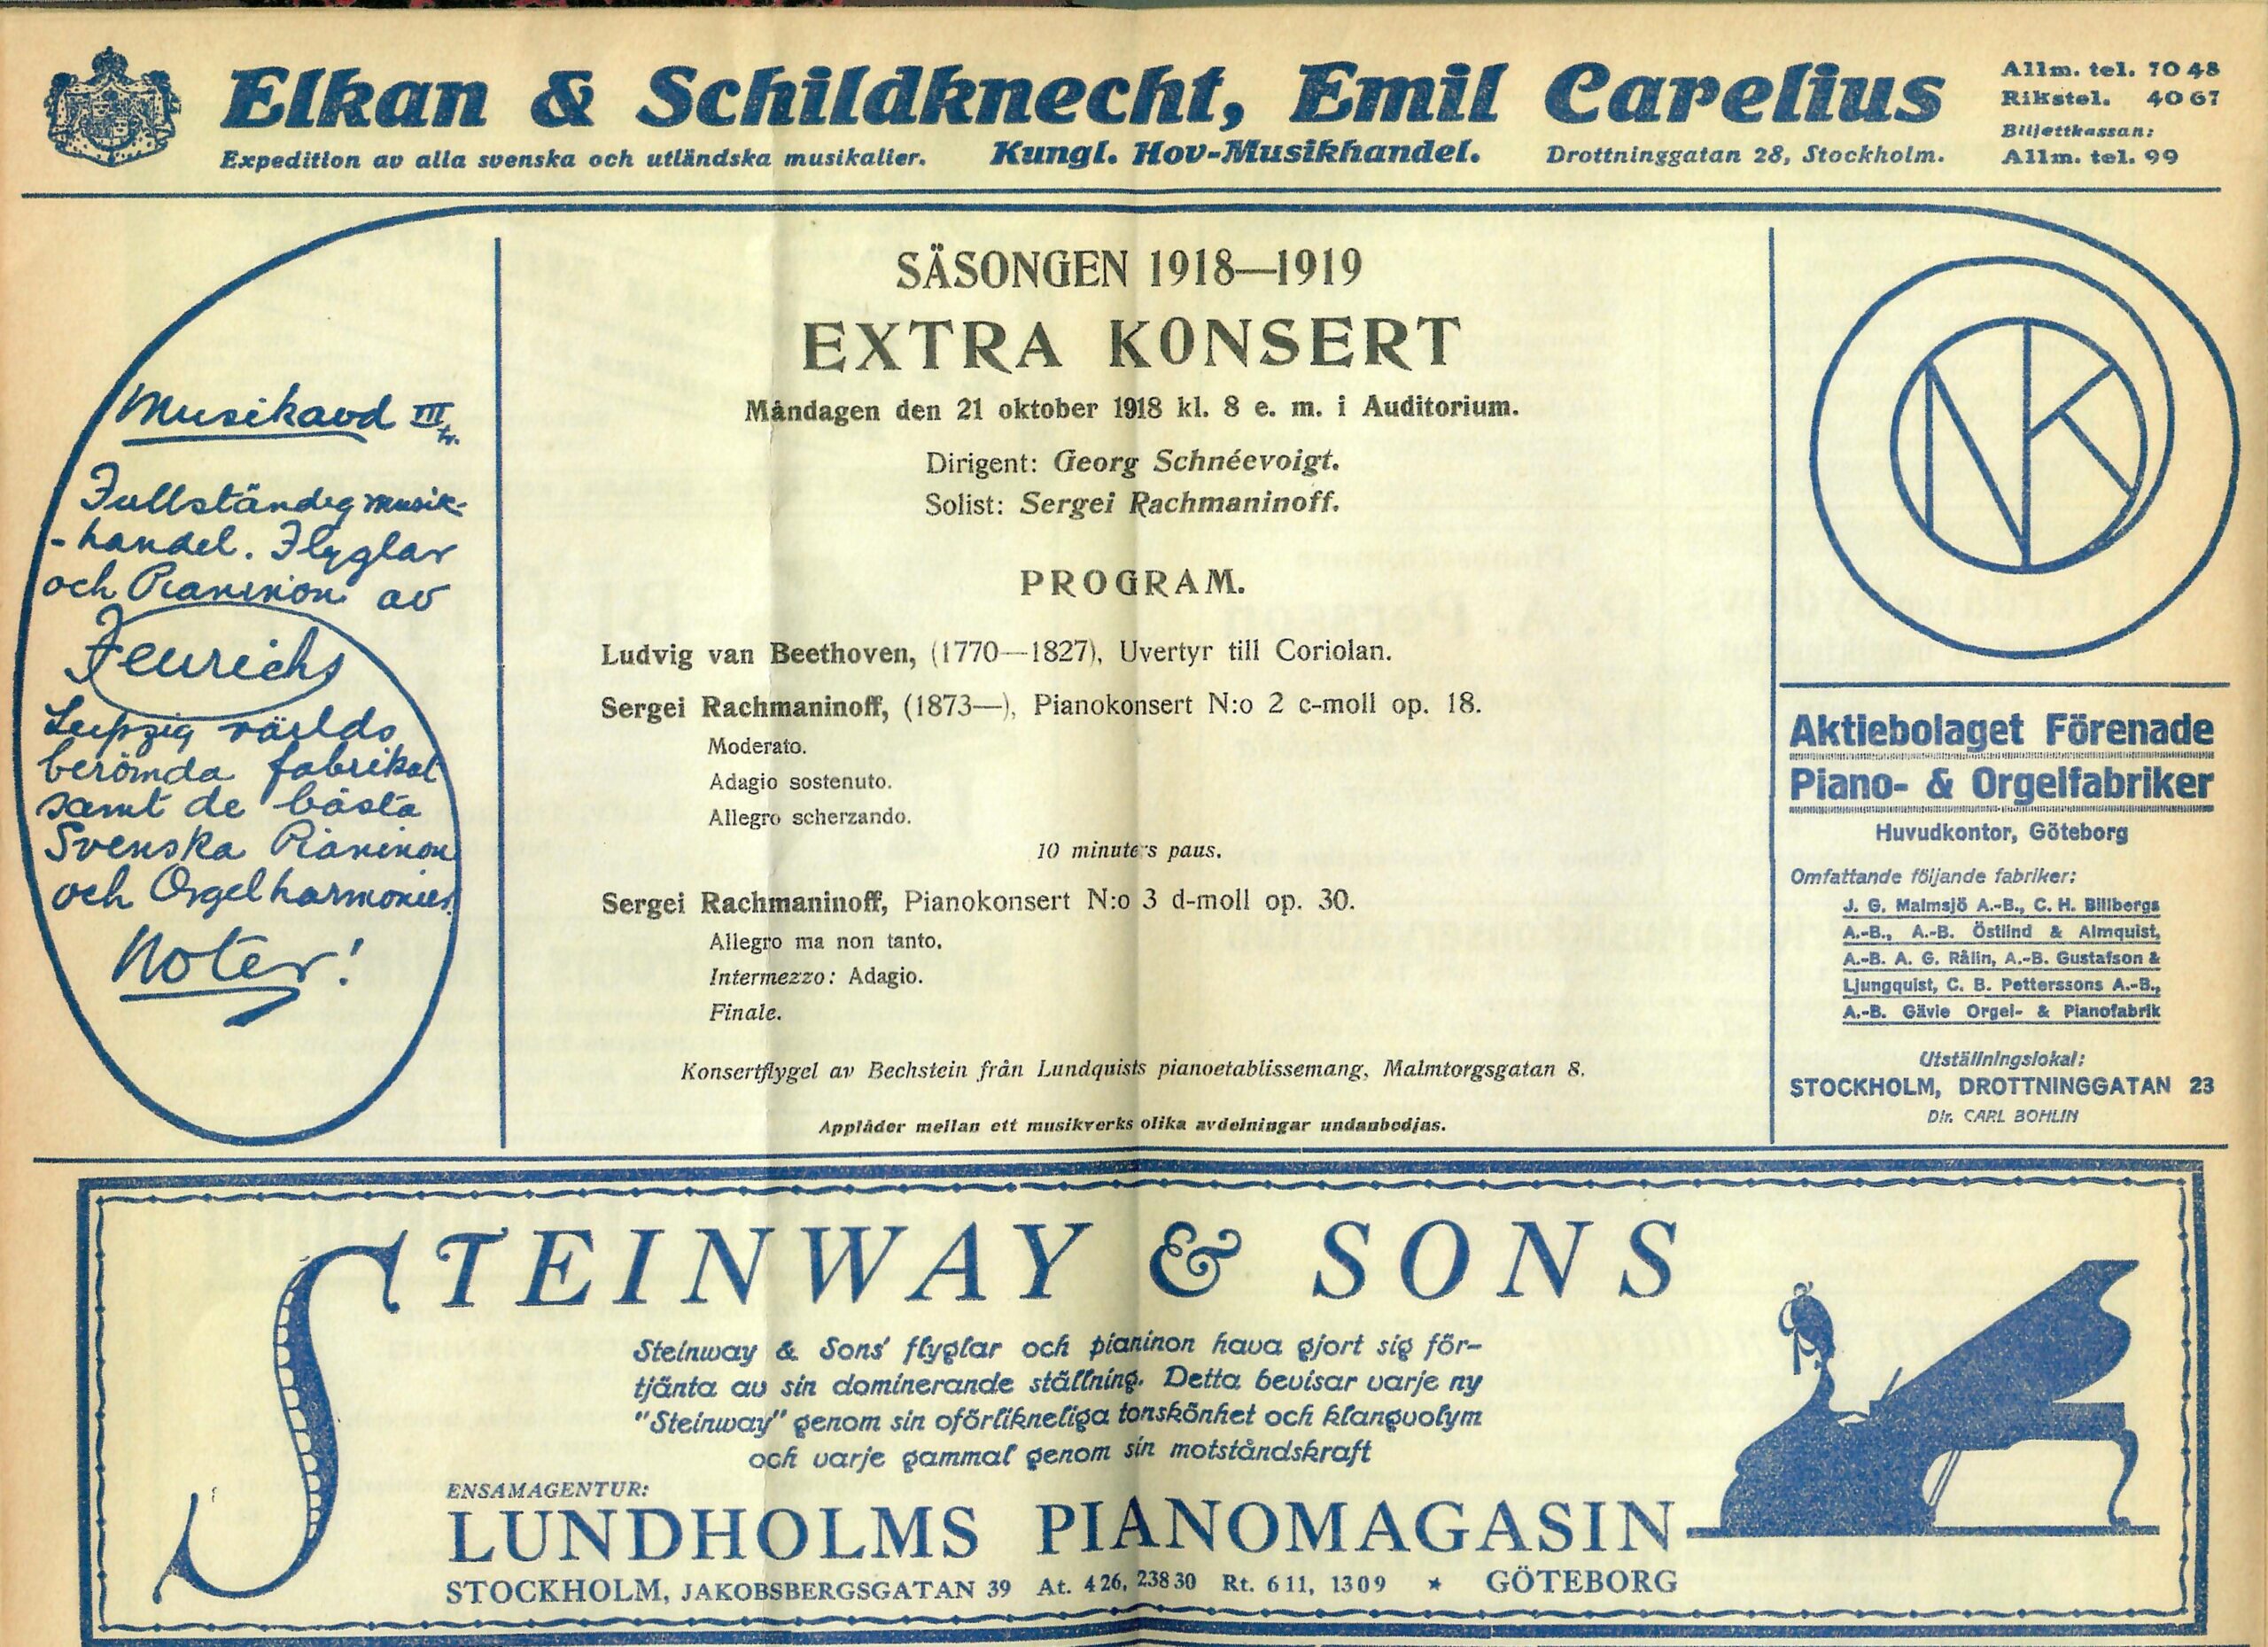 Elkan & Schildknecht, Emil Carelius
Expedition av alla svenska och utländska musikalier. Kungl. Hov-Musikhandel. Drottninggatan 28, Stockholm.
Allm. tel. 70 48
Rikstel. 40 67
Biljettkassan:
Allm. tel. 99
Musikavd III tr.
Fullständig musik-
-handel. Flyglar
och Pianinon av
Feurichs
Leipzig världs
berömda fabrikat
samt de bästa
Svenska Pianinon
och Orgelharmonier.
Noter!
SÄSONGEN 1918—1919
EXTRA KONSERT
Måndagen den 21 oktober 1918 kl. 8 e. m. i Auditorium.
Dirigent: Georg Schnéevoigt.
Solist: Sergei Rachmaninoff.
PROGRAM.
Ludvig van Beethoven, (1770—1827), Uvertyr till Coriolan.
Sergei Rachmaninoff, (1873—), Pianokonsert N:o 2 c-moll op. 18.
Moderato.
Adagio sostenuto.
Allegro scherzando.
10 minuters paus.
Sergei Rachmaninoff, Pianokonsert N:o 3 d-moll op. 30.
Allegro ma non tanto.
Intermezzo: Adagio.
Finale.
Konsertflygel av Bechstein från Lundquists pianoetablissemang, Malmtorgsgatan 8.
Applåder mellan ett musikverks olika avdelningar undanbedjas.
NK
Aktiebolaget Förenade
Piano- & Orgelfabriker
Huvudkontor, Göteborg
Omfattande följande fabriker:
J. G. Malmsjö A.-B., C. H. Billbergs
A.-B., A.-B. Östlind & Almquist,
A.-B. A. G. Rålin, A.-B. Gustafson &
Ljungquist, C. B. Petterssons A.-B.,
A.-B. Gävle Orgel- & Pianofabrik
Utställningslokal:
STOCKHOLM, DROTTNINGGATAN 23
Dir. CARL BOHLIN
STEINWAY & SONS
Steinway & Sons' flyglar och pianinon hava gjort sig för-
tjänta av sin dominerande ställning. Detta bevisar varje ny
"Steinway" genom sin oförlikneliga tonskönhet och klangvolym
och varje gammal genom sin motståndskraft
ENSAMAGENTUR:
LUNDHOLMS PIANOMAGASIN
STOCKHOLM, JAKOBSBERGSGATAN 39 At. 426, 23830 Rt. 611, 1309 ★ GÖTEBORG